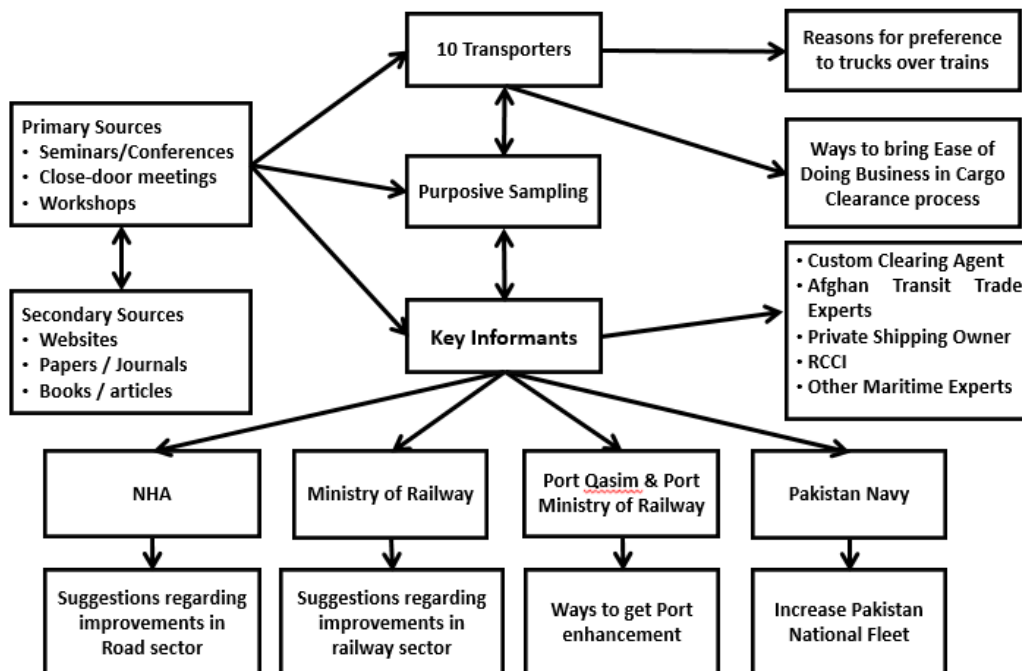 10 Transporters
Reasons for preference
to trucks over trains
Primary Sources
• Seminars/Conferences
• Close-door meetings
• Workshops
Purposive Sampling
Ways to bring Ease of
Doing Business in Cargo
Clearance process
Secondary Sources
• Websites
• Papers / Journals
• Books / articles
Key Informants
• Custom Clearing Agent
• Afghan Transit Trade
Experts
• Private Shipping Owner
• RCCI
• Other Maritime Experts
NHA
Ministry of Railway
Port Qasim & Port
Ministry of Railway
Pakistan Navy
Suggestions regarding
improvements in
Road sector
Suggestions regarding
improvements in
railway sector
Ways to get Port
enhancement
Increase Pakistan
National Fleet